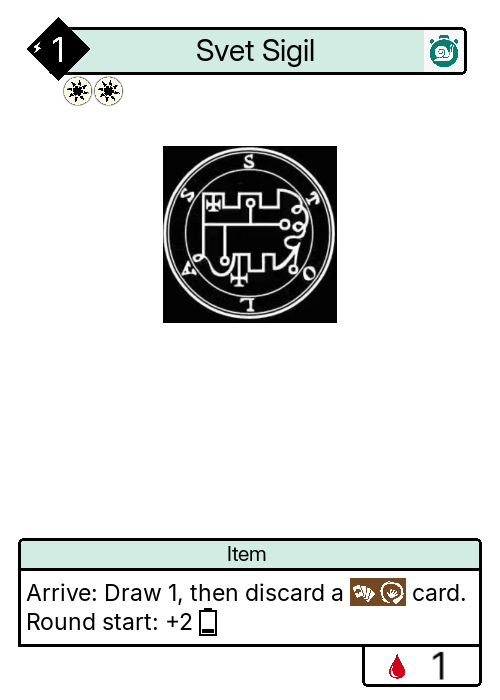 1
Svet Sigil
S
T
O
L
A
S
Item
Arrive: Draw 1, then discard a card.
Round start: +2
1